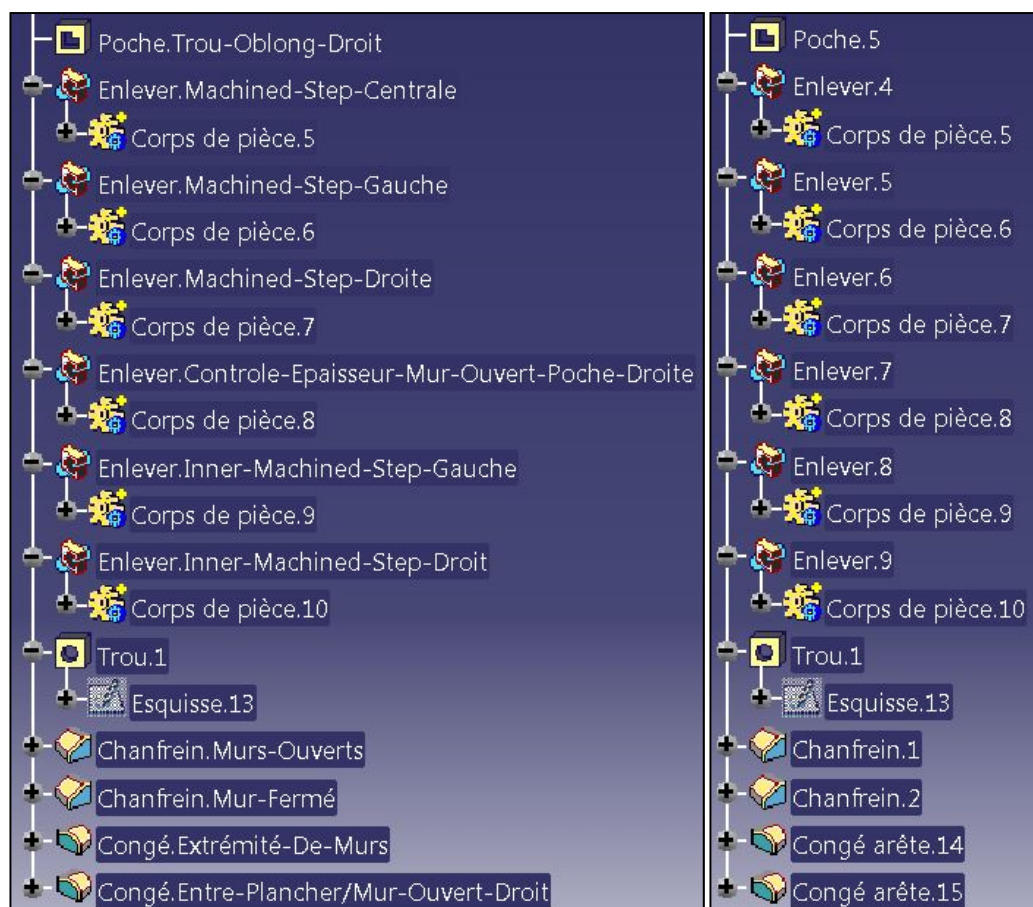 Poche.Trou-Oblong-Droit
Enlever.Machined-Step-Centrale
Corps de pièce.5
Enlever.Machined-Step-Gauche
Corps de pièce.6
Enlever.Machined-Step-Droite
Corps de pièce.7
Enlever.Controle-Epaisseur-Mur-Ouvert-Poche-Droite
Corps de pièce.8
Enlever.Inner-Machined-Step-Gauche
Corps de pièce.9
Enlever.Inner-Machined-Step-Droit
Corps de pièce.10
Trou.1
Esquisse.13
Chanfrein.Murs-Ouverts
Chanfrein.Mur-Fermé
Congé.Extrémité-De-Murs
Congé.Entre-Plancher/Mur-Ouvert-Droit
Poche.5
Enlever.4
Corps de pièce.5
Enlever.5
Corps de pièce.6
Enlever.6
Corps de pièce.7
Enlever.7
Corps de pièce.8
Enlever.8
Corps de pièce.9
Enlever.9
Corps de pièce.10
Trou.1
Esquisse.13
Chanfrein.1
Chanfrein.2
Congé arête.14
Congé arête.15